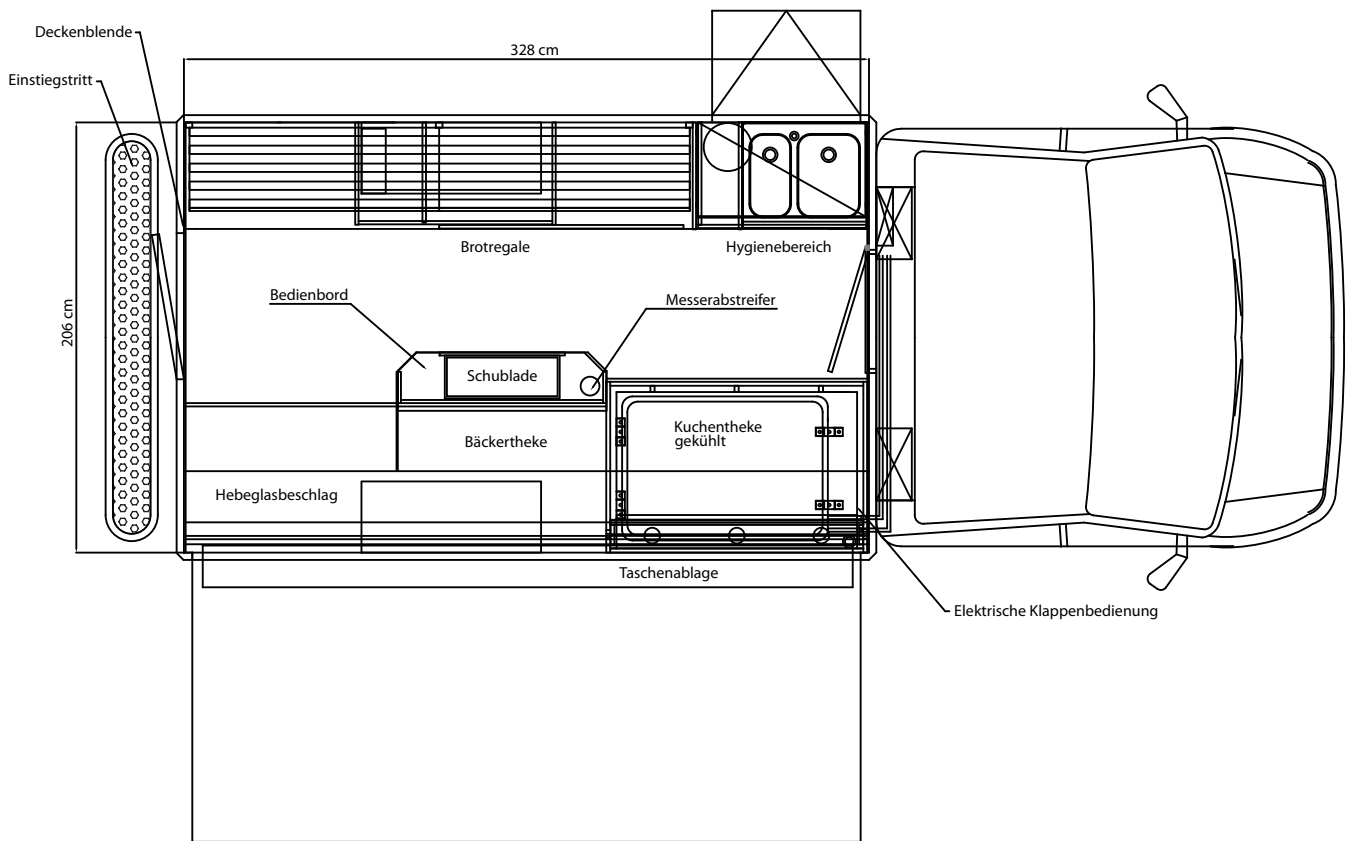 Deckenblende
328 cm
Einstiegstritt
206 cm
Brotregale
Hygienebereich
Bedienbord
Messerabstreifer
Schublade
Kuchentheke
gekühlt
Bäckertheke
Hebeglasbeschlag
Taschenablage
Elektrische Klappenbedienung